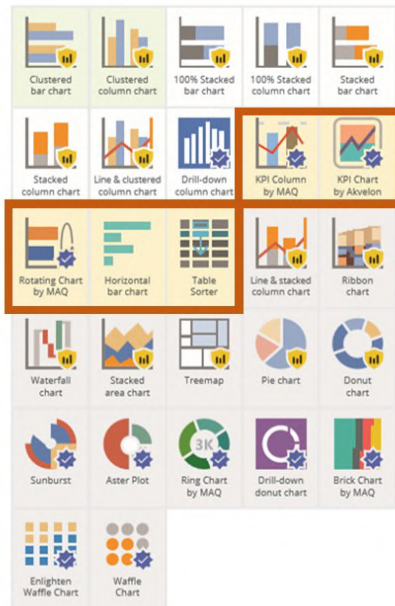 Clustered
bar chart
Clustered
column chart
100% Stacked
bar chart
100% Stacked
column chart
Stacked
bar chart
Stacked
column chart
Line & clustered
column chart
Drill-down
column chart
KPI Column
by MAQ
KPI Chart
by Akvelon
Rotating Chart
by MAQ
Horizontal
bar chart
Table
Sorter
Line & stacked
column chart
Ribbon
chart
Waterfall
chart
Stacked
area chart
Treemap
Pie chart
Donut
chart
Sunburst
Aster Plot
3K
Ring Chart
by MAQ
Drill-down
donut chart
Brick Chart
by MAQ
Enlighten
Waffle Chart
Waffle
Chart